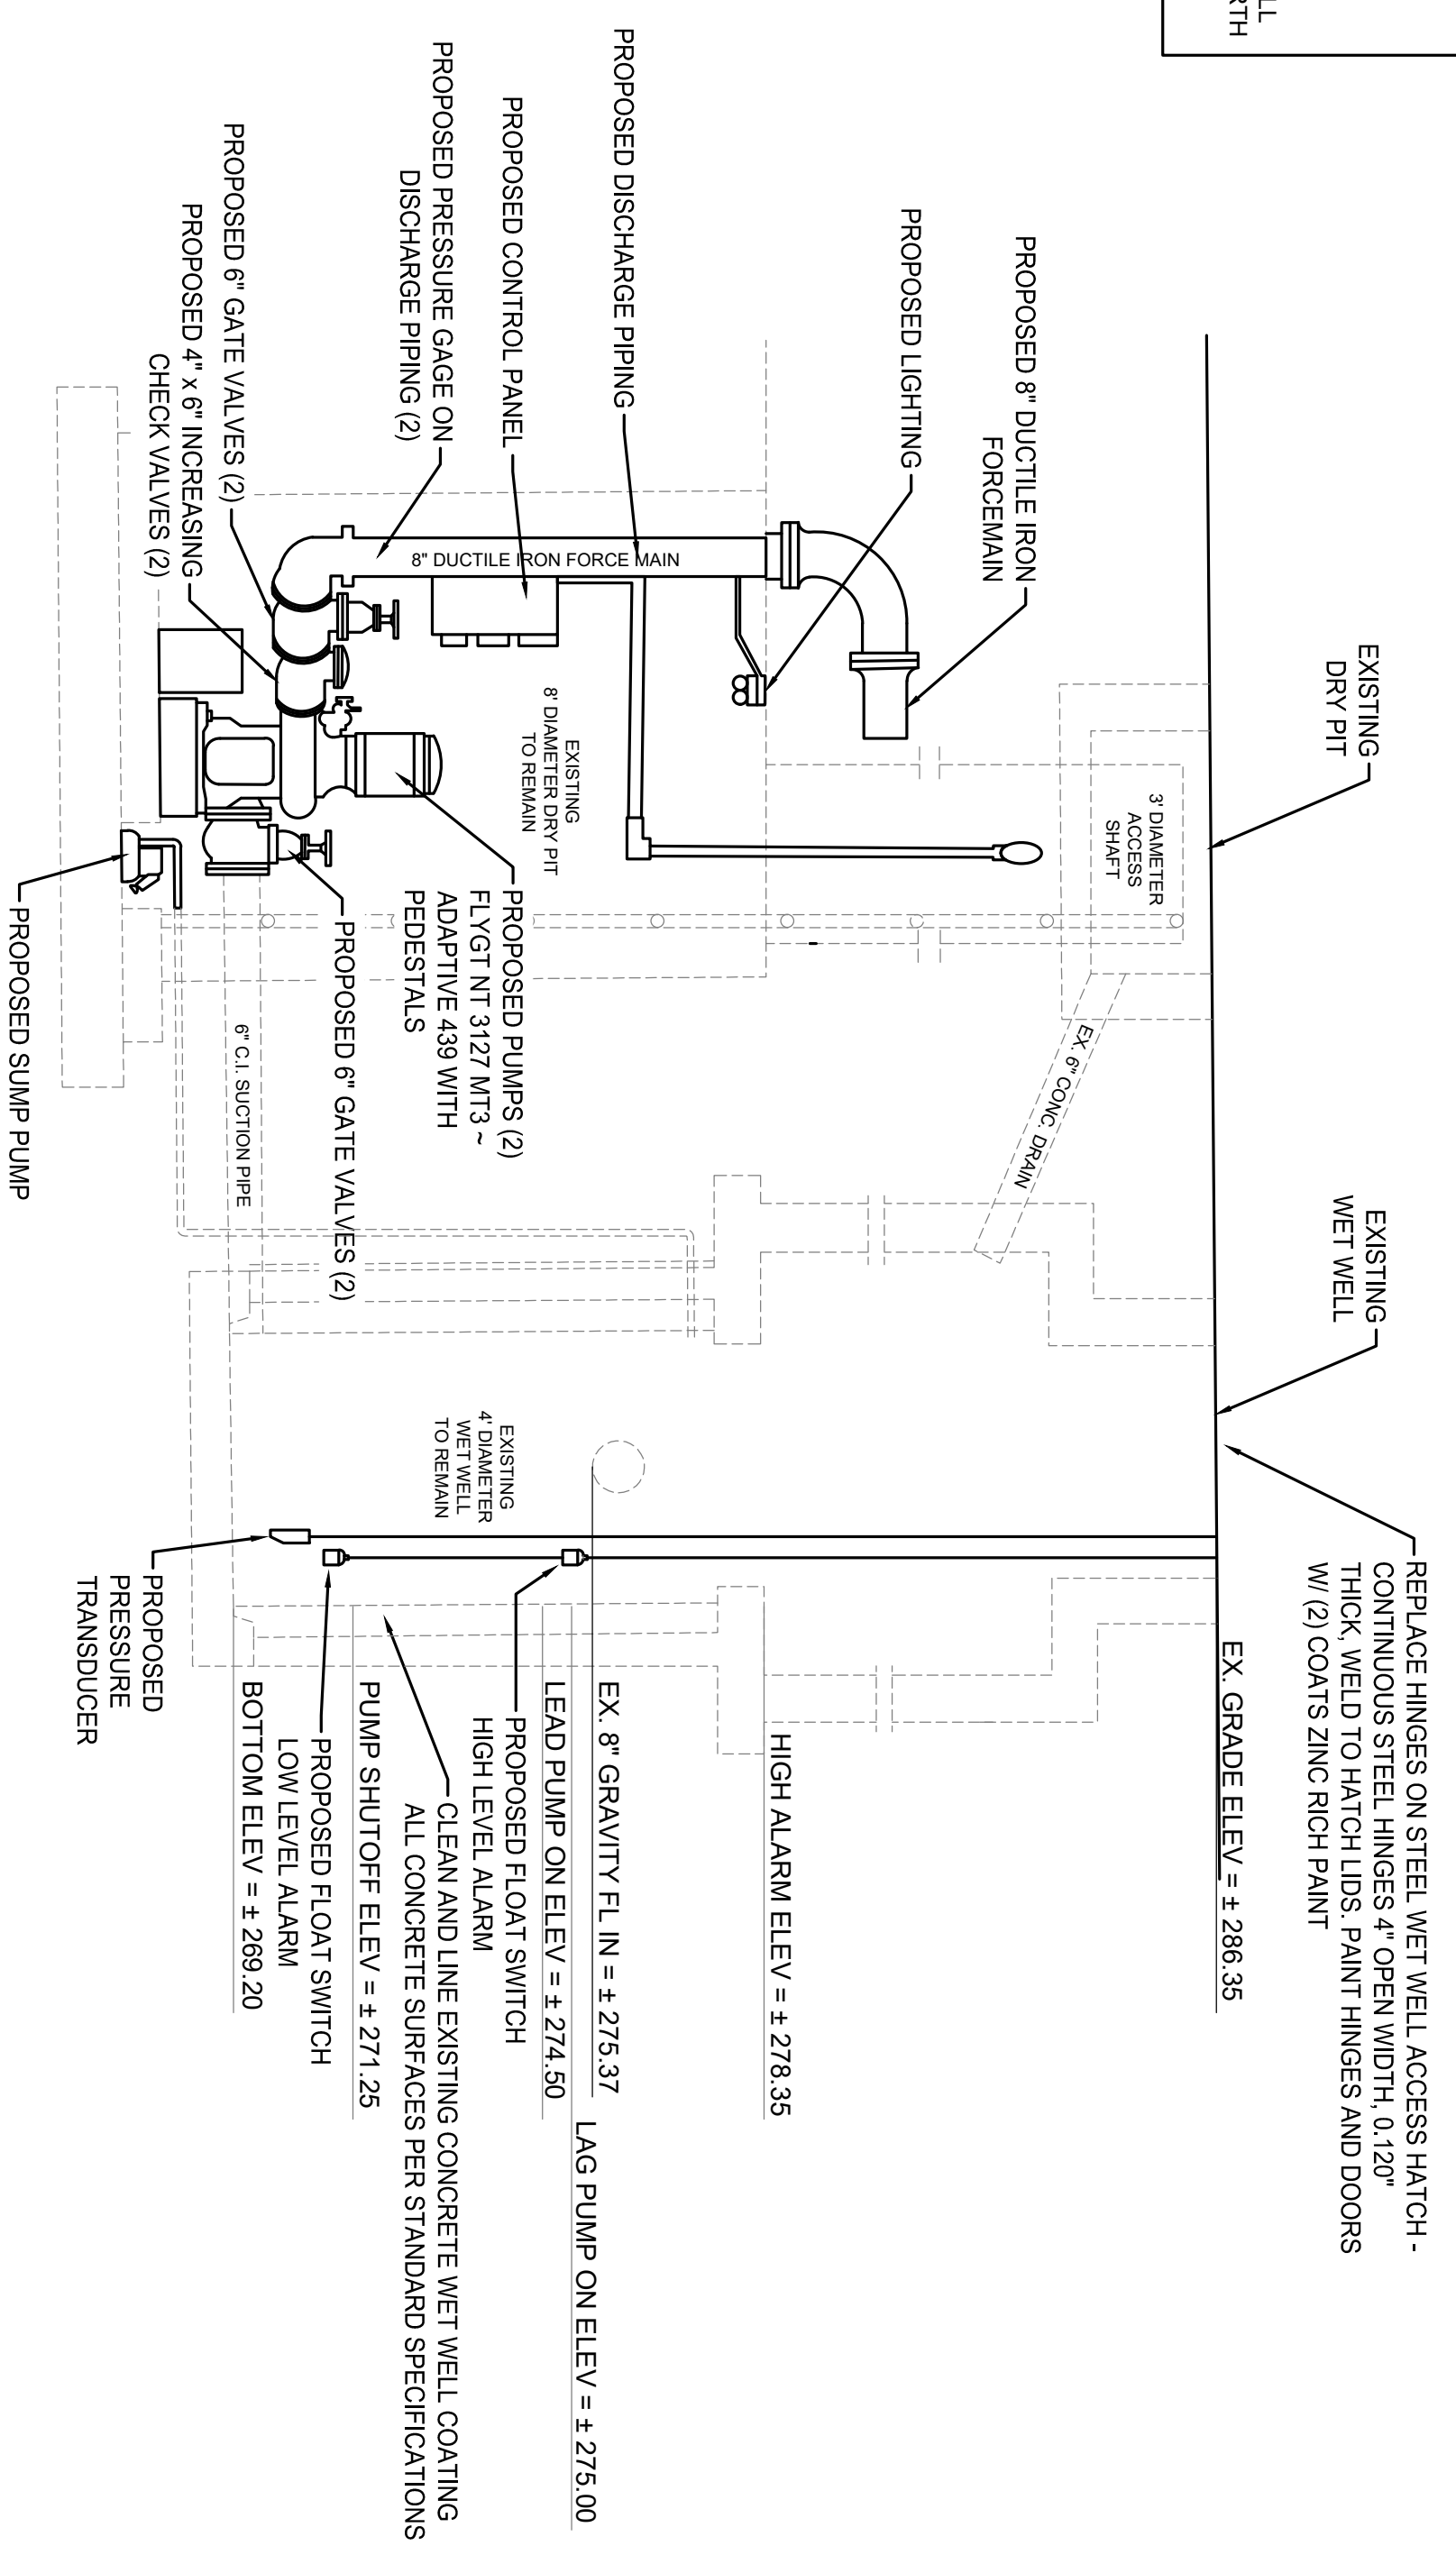 LL
RTH
REPLACE HINGES ON STEEL WET WELL ACCESS HATCH -
CONTINUOUS STEEL HINGES 4" OPEN WIDTH, 0.120"
THICK, WELD TO HATCH LIDS. PAINT HINGES AND DOORS
W/ (2) COATS ZINC RICH PAINT
EXISTING
DRY PIT
EXISTING
WET WELL
EX. GRADE ELEV = ± 286.35
3' DIAMETER
ACCESS
SHAFT
EX. 6" CONC. DRAIN
PROPOSED 8" DUCTILE IRON
FORCEMAIN
PROPOSED LIGHTING
HIGH ALARM ELEV = ± 278.35
PROPOSED DISCHARGE PIPING
8" DUCTILE IRON FORCE MAIN
EX. 8" GRAVITY FL IN = ± 275.37
LAG PUMP ON ELEV = ± 275.00
LEAD PUMP ON ELEV = ± 274.50
PROPOSED FLOAT SWITCH
HIGH LEVEL ALARM
EXISTING
8' DIAMETER DRY PIT
TO REMAIN
PROPOSED CONTROL PANEL
PROPOSED PUMPS (2)
FLYGT NT 3127 MT3 ~
ADAPTIVE 439 WITH
PEDESTALS
EXISTING
4' DIAMETER
WET WELL
TO REMAIN
PROPOSED PRESSURE GAGE ON
DISCHARGE PIPING (2)
CLEAN AND LINE EXISTING CONCRETE WET WELL COATING
ALL CONCRETE SURFACES PER STANDARD SPECIFICATIONS
PUMP SHUTOFF ELEV = ± 271.25
PROPOSED 6" GATE VALVES (2)
PROPOSED FLOAT SWITCH
LOW LEVEL ALARM
PROPOSED 6" GATE VALVES (2)
6" C.I. SUCTION PIPE
BOTTOM ELEV = ± 269.20
PROPOSED 4" x 6" INCREASING
CHECK VALVES (2)
PROPOSED
PRESSURE
TRANSDUCER
PROPOSED SUMP PUMP